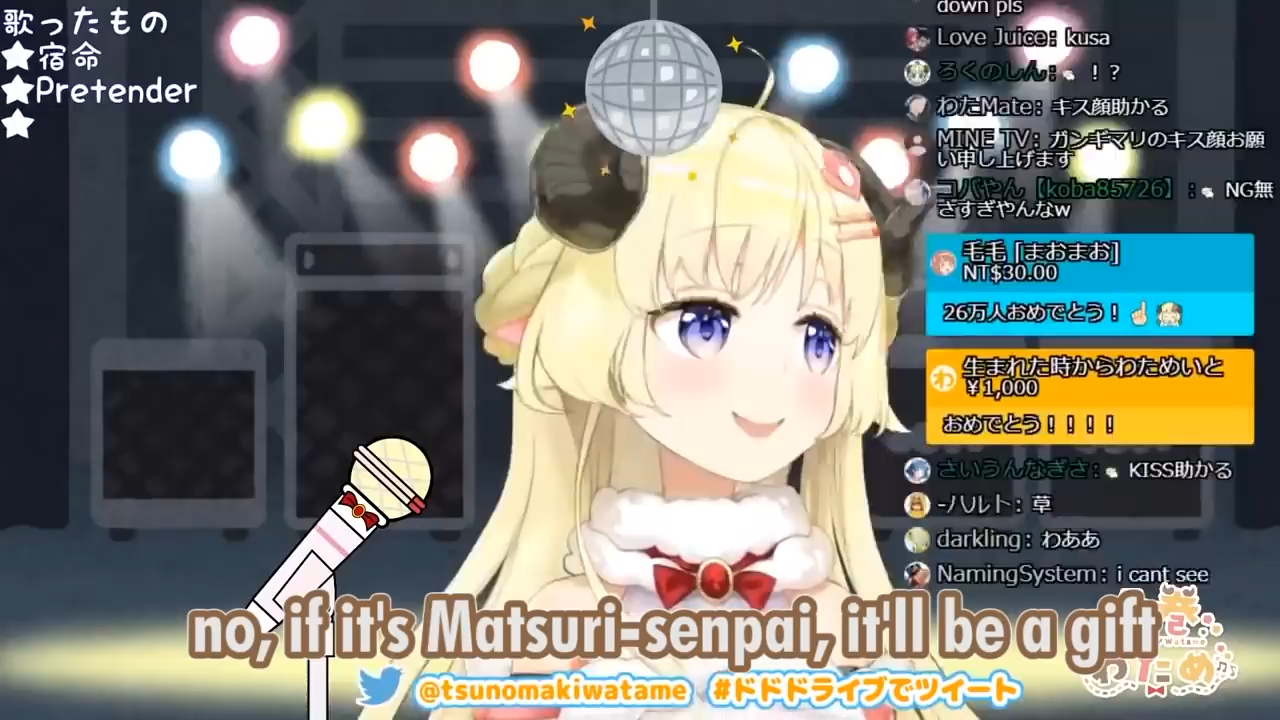 歌ったもの
★宿命
★Pretender
★
down pls
Love Juice: kusa
ろくのしん: ！？
わたMate: キス顔助かる
MINE TV: ガンギマリのキス顔お願
い申し上げます
コバやん【koba85726】: NG無
さすぎやんなw
毛毛 [まおまお]
NT$30.00
26万人おめでとう！
生まれた時からわためいと
￥1,000
おめでとう！！！！
さいうんなぎさ: KISS助かる
-ハルト: 草
darkling: わああ
NamingSystem: i cant see
no, if it's Matsuri-senpai, it'll be a gift
@tsunomakiwatame #ドドドライブでツイート
わため